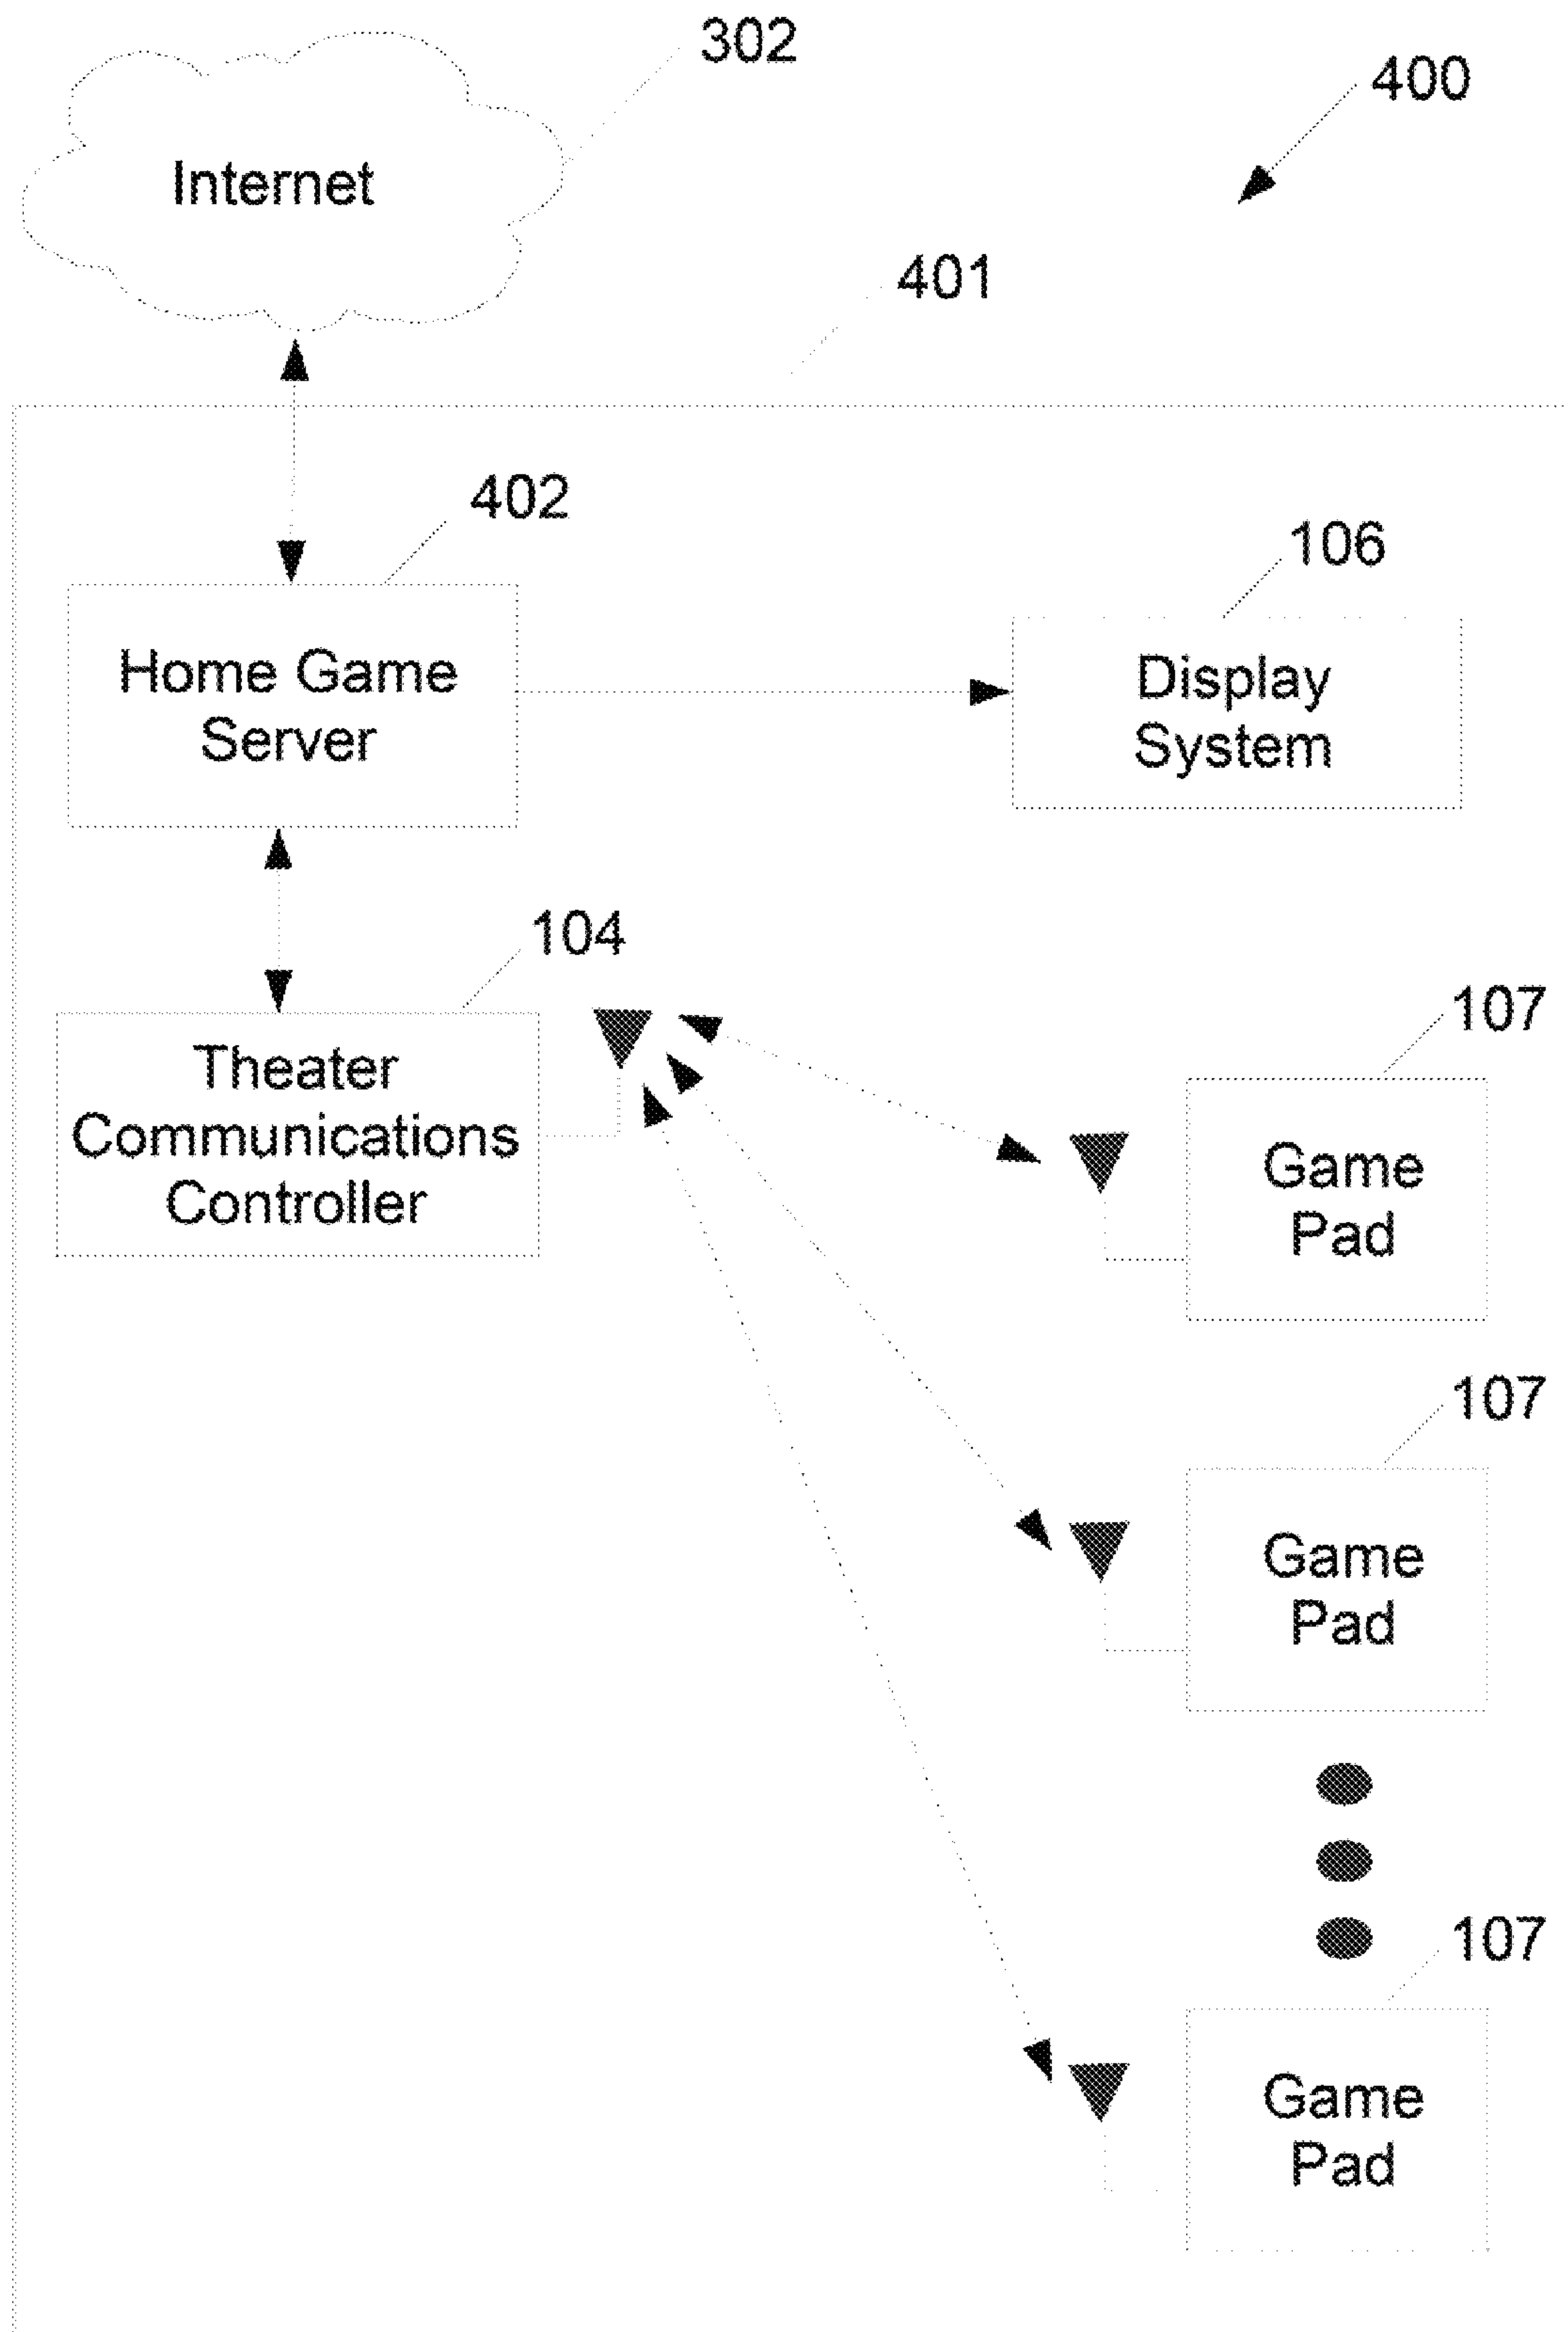 302
400
Internet
401
402
106
Home Game
Server
Display
System
104
107
Theater
Communications
Controller
Game
Pad
107
Game
Pad
107
Game
Pad